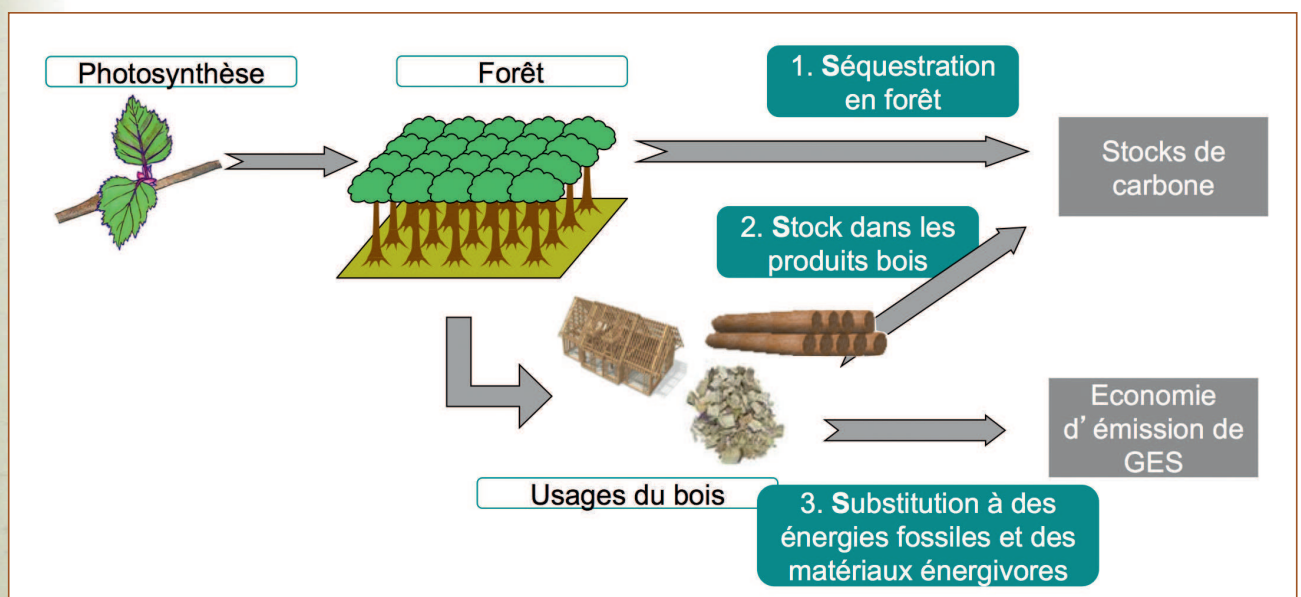 Photosynthèse
Forêt
1. Séquestration
en forêt
Stocks de
carbone
2. Stock dans les
produits bois
Economie
d’ émission de
GES
Usages du bois
3. Substitution à des
énergies fossiles et des
matériaux énergivores